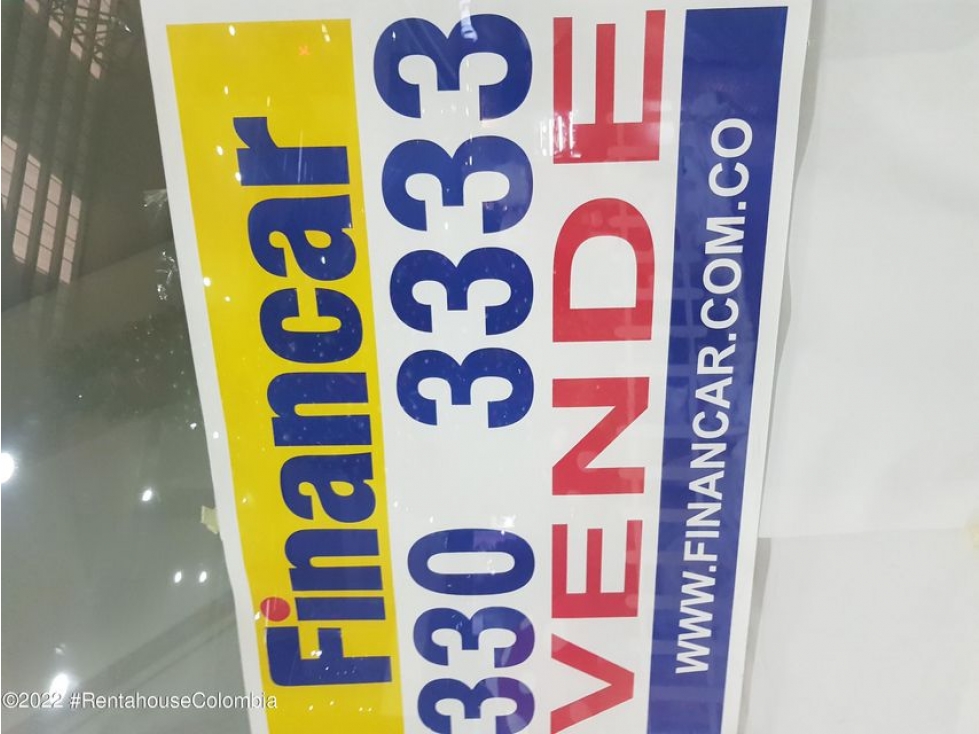 Financar
330 3333
VENDE
WWW.FINANCAR.COM.CO
©2022 #RentahouseColombia